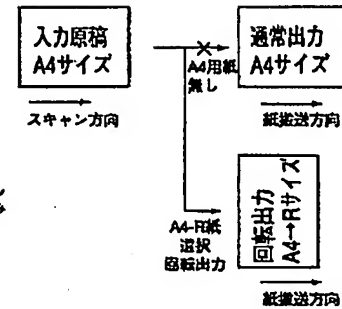 入力原稿
A4サイズ
スキャン方向
A4用紙
無し
通常出力
A4サイズ
紙搬送方向
A4-R紙
選択
回転出力
回転出力
A4→Rサイズ
紙搬送方向